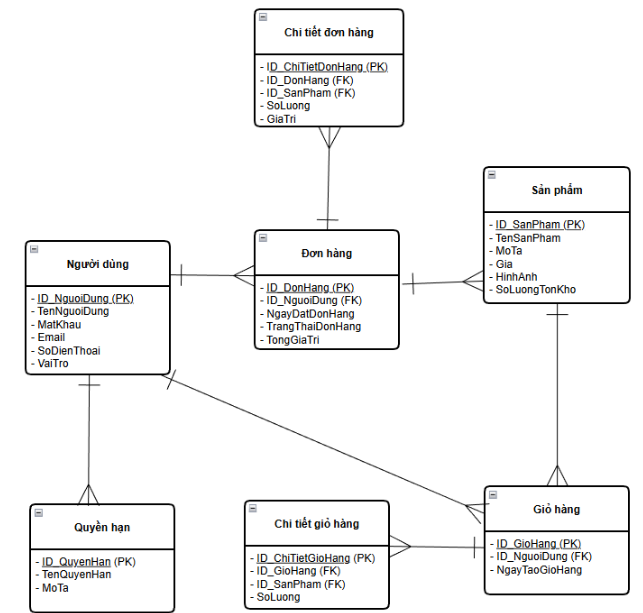 Chi tiết đơn hàng
- ID_ChiTietDonHang (PK)
- ID_DonHang (FK)
- ID_SanPham (FK)
- SoLuong
- GiaTri
Sản phẩm
- ID_SanPham (PK)
- TenSanPham
- MoTa
- Gia
- HinhAnh
- SoLuongTonKho
Người dùng
- ID_NguoiDung (PK)
- TenNguoiDung
- MatKhau
- Email
- SoDienThoai
- VaiTro
Đơn hàng
- ID_DonHang (PK)
- ID_NguoiDung (FK)
- NgayDatDonHang
- TrangThaiDonHang
- TongGiaTri
Quyền hạn
- ID_QuyenHan (PK)
- TenQuyenHan
- MoTa
Chi tiết giỏ hàng
- ID_ChiTietGioHang (PK)
- ID_GioHang (FK)
- ID_SanPham (FK)
- SoLuong
Giỏ hàng
- ID_GioHang (PK)
- ID_NguoiDung (FK)
- NgayTaoGioHang